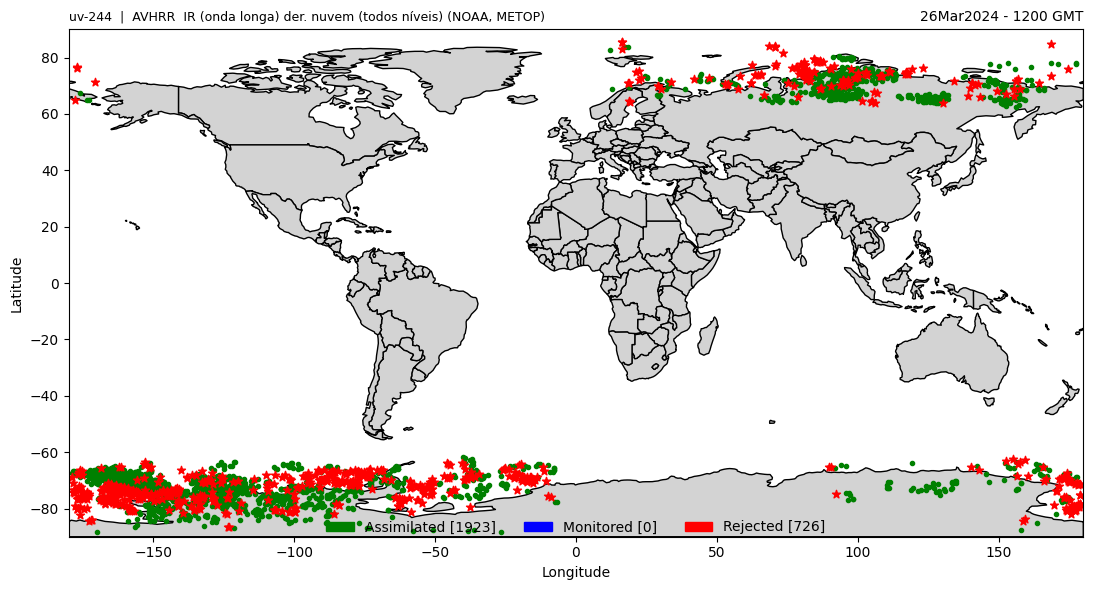 uv-244 | AVHRR IR (onda longa) der. nuvem (todos níveis) (NOAA, METOP)
26Mar2024 - 1200 GMT
80
60
40
20
0
−20
−40
−60
−80
Latitude
Assimilated [1923]
Monitored [0]
Rejected [726]
−150
−100
−50
0
50
100
150
Longitude